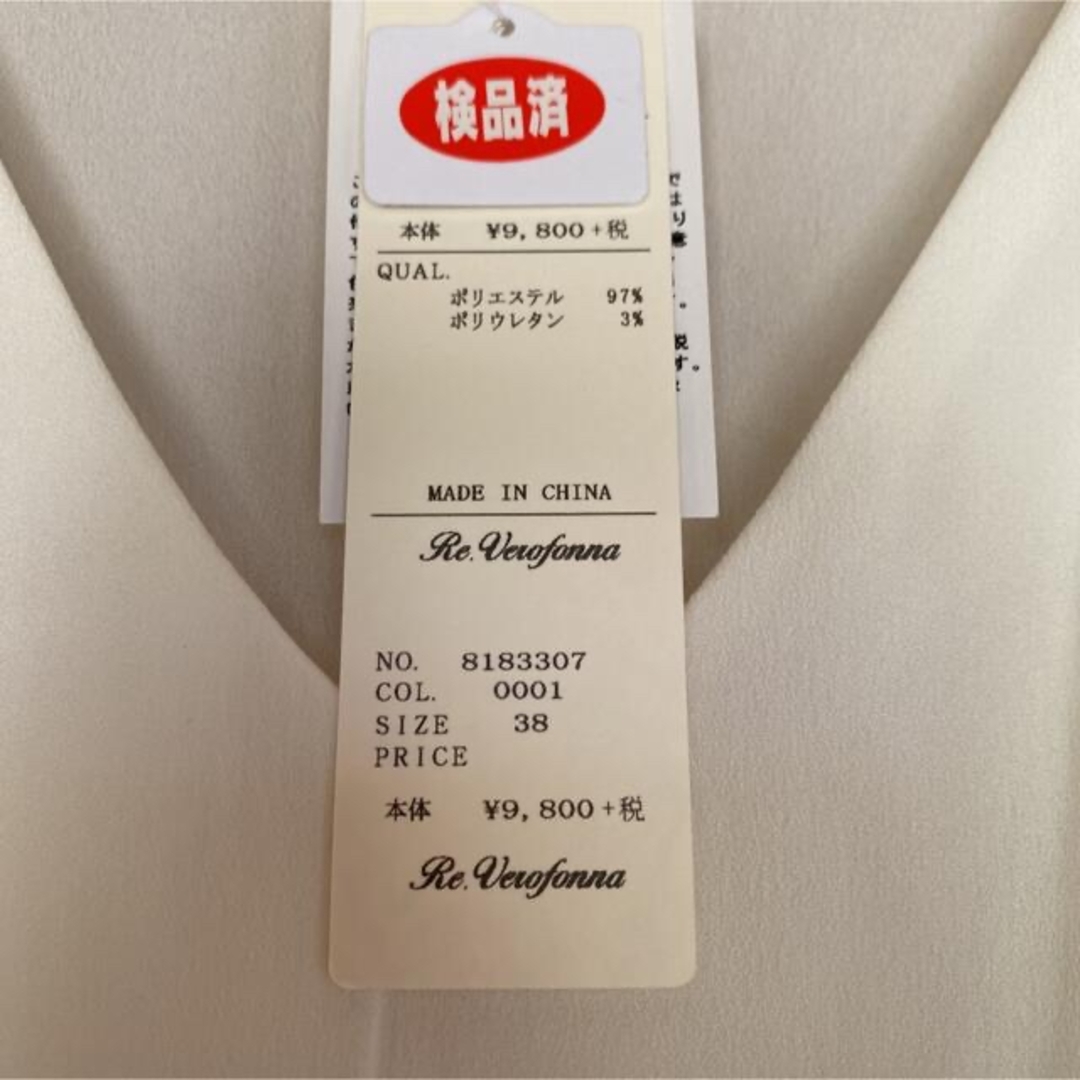 検品済
本体 ¥9,800+税
QUAL.
ポリエステル 97%
ポリウレタン 3%
MADE IN CHINA
Re.Verofonna
NO. 8183307
COL. 0001
SIZE 38
PRICE
本体 ¥9,800+税
Re.Verofonna